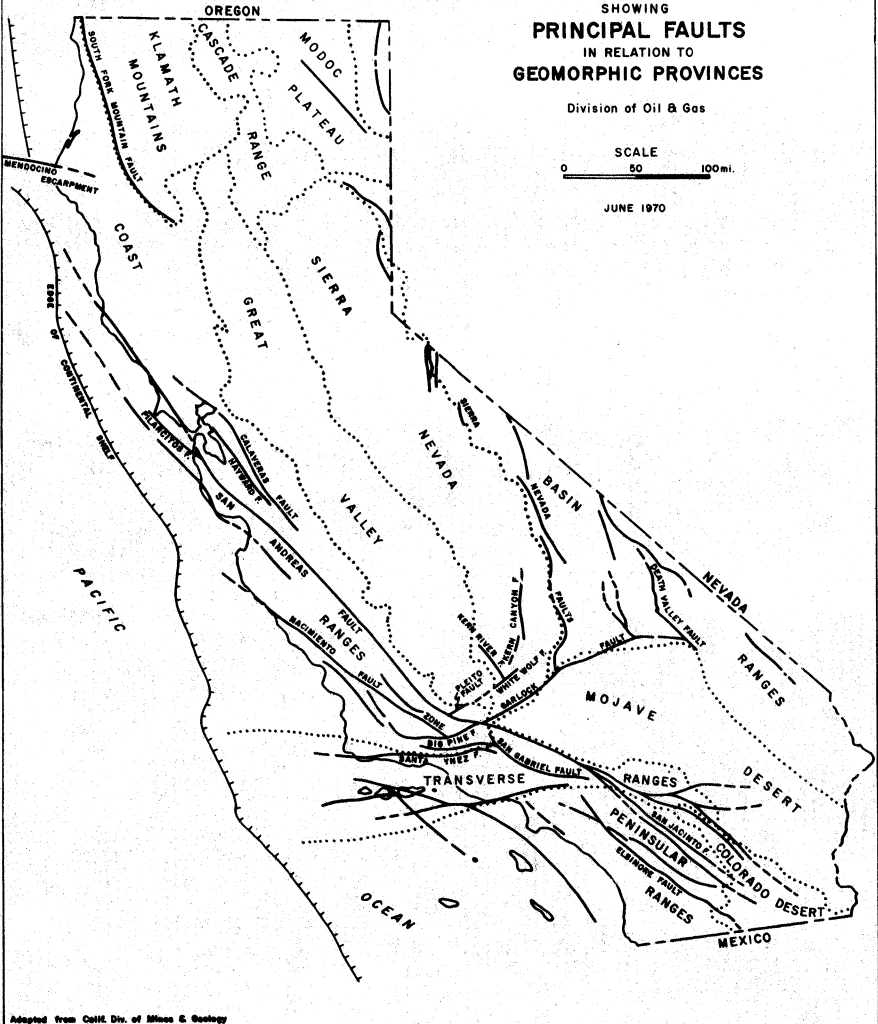 SHOWING
PRINCIPAL FAULTS
IN RELATION TO
GEOMORPHIC PROVINCES
Division of Oil & Gas
SCALE
0 50 100mi.
JUNE 1970
OREGON
SOUTH FORK MOUNTAIN FAULT
KLAMATH
MOUNTAINS
CASCADE
RANGE
MODOC
PLATEAU
MENDOCINO
ESCARPMENT
COAST
RANGES
EDGE OF CONTINENTAL SHELF
GREAT
VALLEY
SIERRA
NEVADA
SIERRA
NEVADA
FAULTS
BASIN
RANGES
NEVADA
PILARCITOS F.
CALAVERAS
FAULT
HAYWARD F.
SAN
ANDREAS
FAULT
ZONE
NACIMIENTO
FAULT
PACIFIC
OCEAN
KERN RIVER
KERN CANYON F.
PLEITO
FAULT
WHITE WOLF F.
GARLOCK
FAULT
DEATH VALLEY FAULT
MOJAVE
DESERT
BIG PINE F.
SANTA YNEZ F.
SAN GABRIEL FAULT
TRANSVERSE
RANGES
SAN JACINTO F.
PENINSULAR
RANGES
ELSINORE FAULT
COLORADO
DESERT
MEXICO
Adapted from Calif. Div. of Mines & Geology